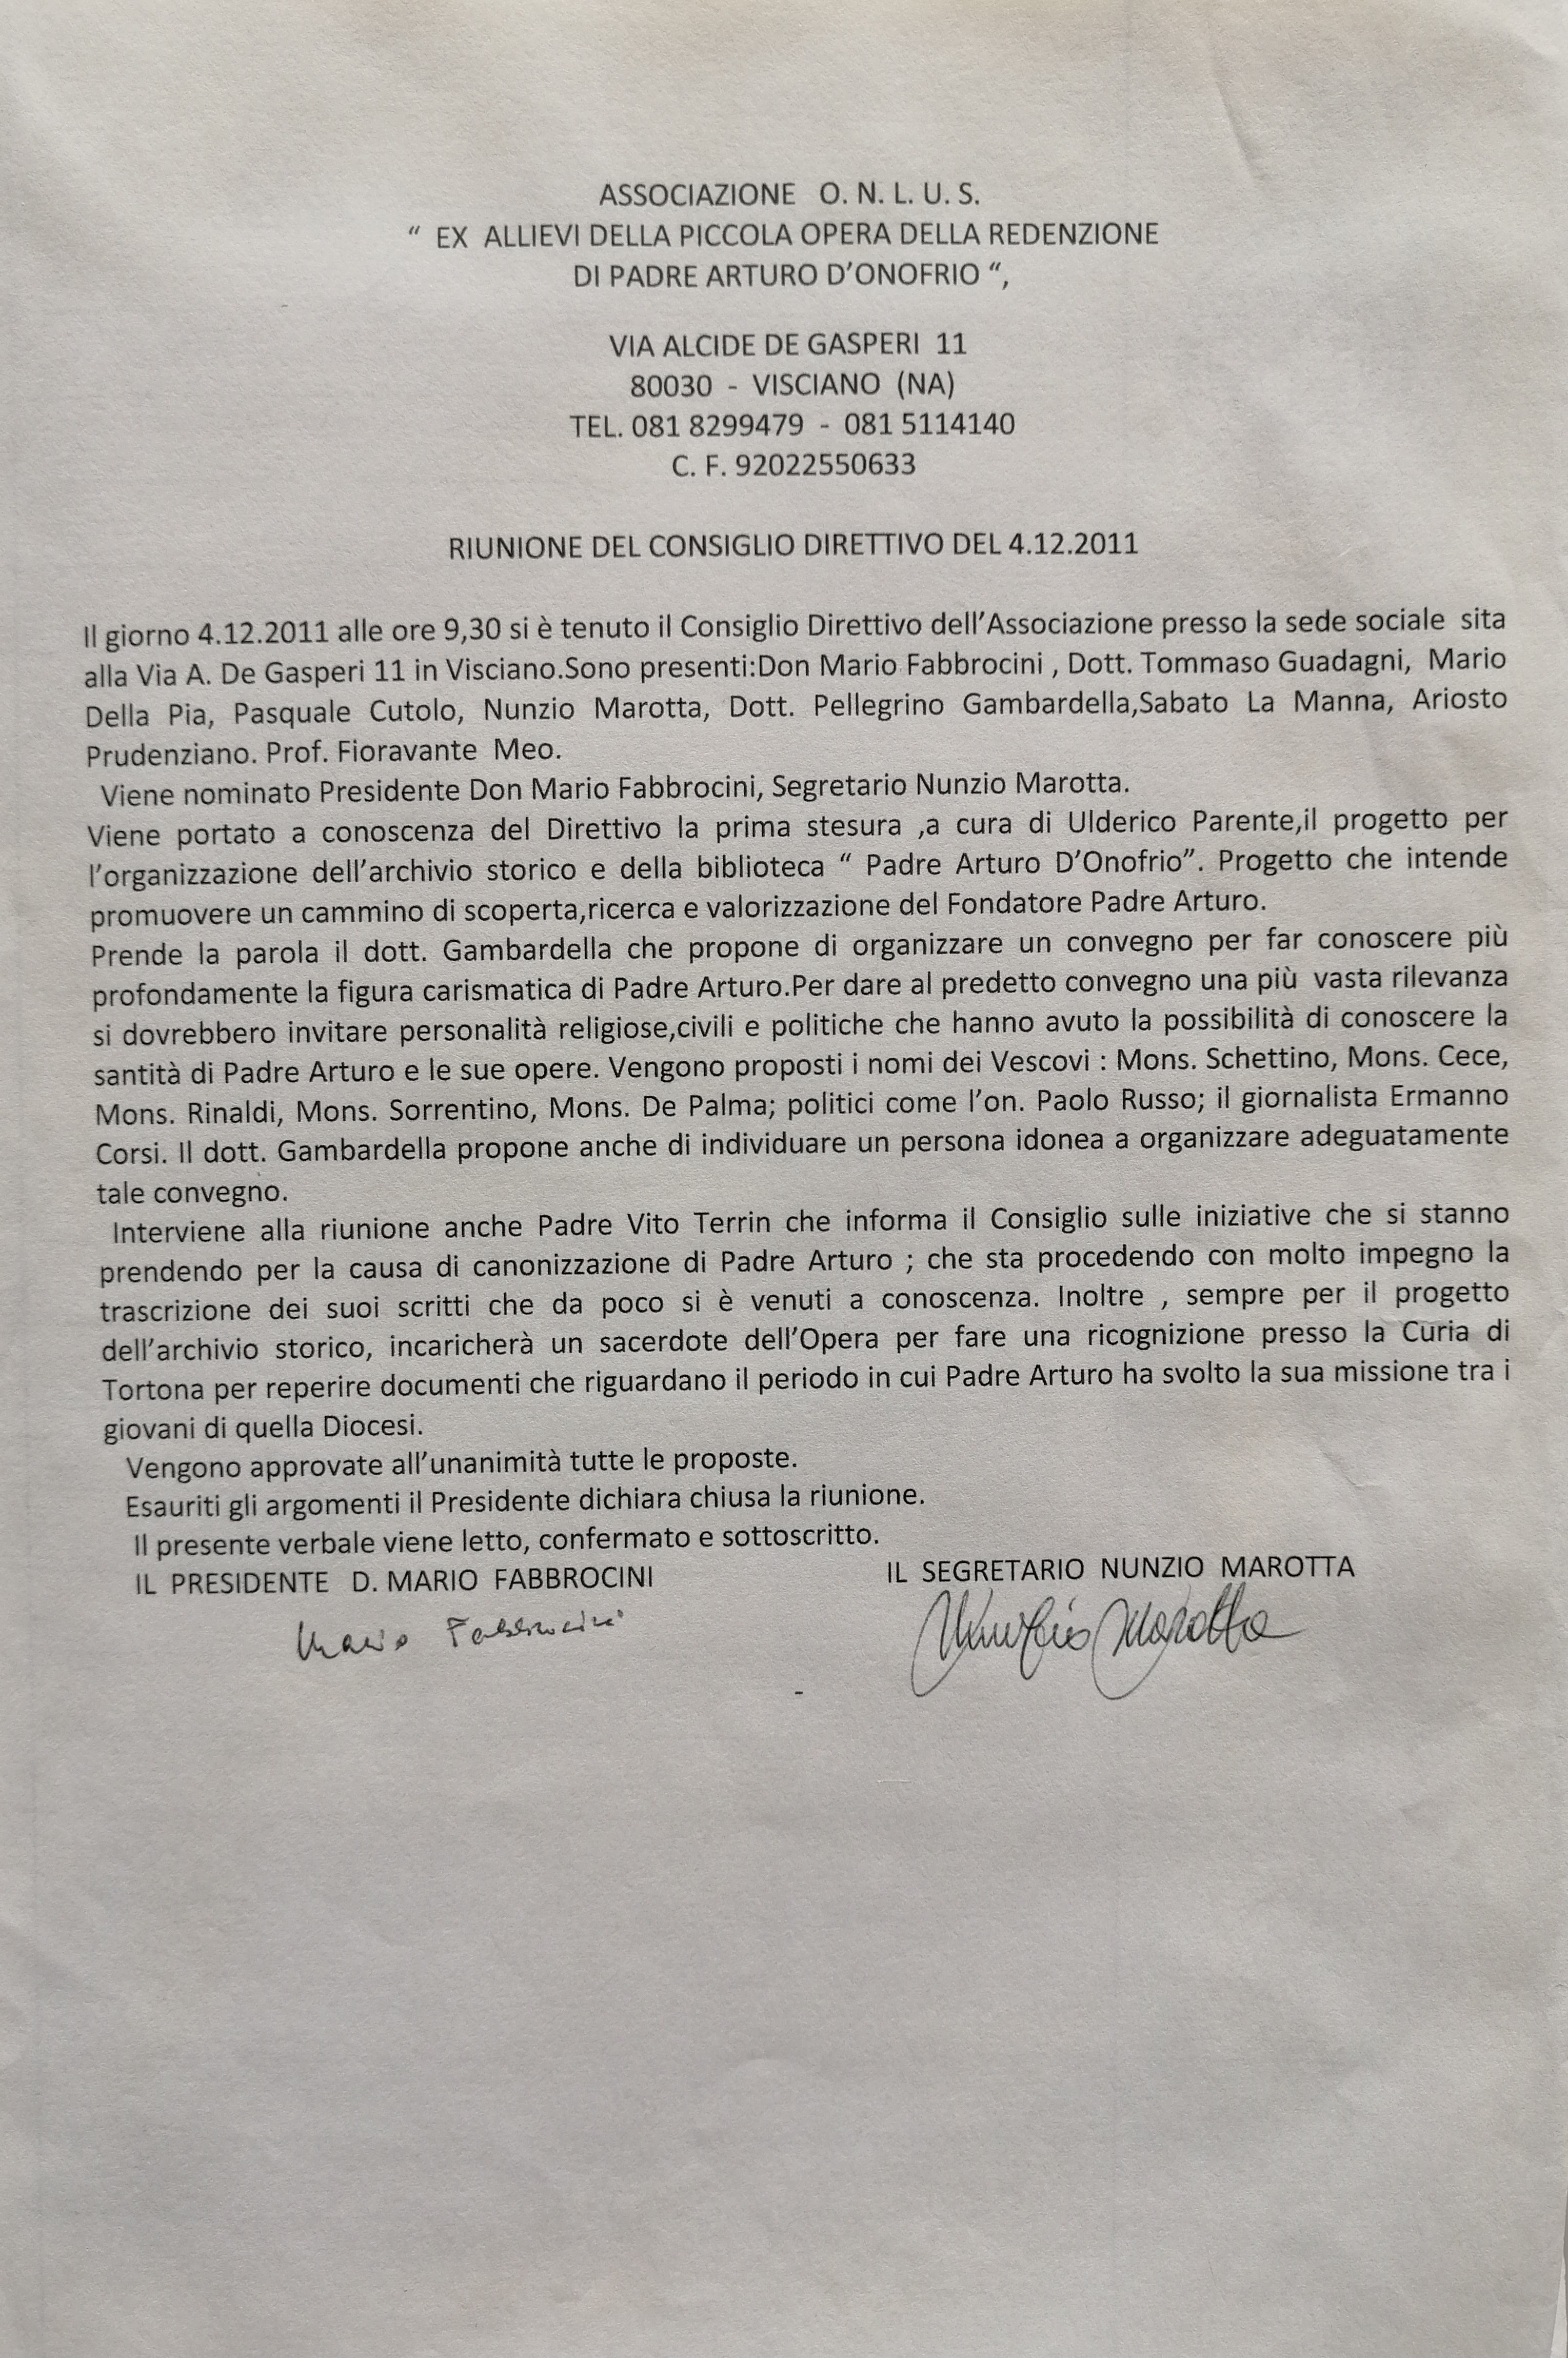 ASSOCIAZIONE O. N. L. U. S.
“ EX ALLIEVI DELLA PICCOLA OPERA DELLA REDENZIONE
DI PADRE ARTURO D’ONOFRIO “,
VIA ALCIDE DE GASPERI 11
80030 - VISCIANO (NA)
TEL. 081 8299479 - 081 5114140
C. F. 92022550633
RIUNIONE DEL CONSIGLIO DIRETTIVO DEL 4.12.2011
Il giorno 4.12.2011 alle ore 9,30 si è tenuto il Consiglio Direttivo dell’Associazione presso la sede sociale sita
alla Via A. De Gasperi 11 in Visciano.Sono presenti:Don Mario Fabbrocini , Dott. Tommaso Guadagni, Mario
Della Pia, Pasquale Cutolo, Nunzio Marotta, Dott. Pellegrino Gambardella,Sabato La Manna, Ariosto
Prudenziano. Prof. Fioravante Meo.
Viene nominato Presidente Don Mario Fabbrocini, Segretario Nunzio Marotta.
Viene portato a conoscenza del Direttivo la prima stesura ,a cura di Ulderico Parente,il progetto per
l’organizzazione dell’archivio storico e della biblioteca “ Padre Arturo D’Onofrio”. Progetto che intende
promuovere un cammino di scoperta,ricerca e valorizzazione del Fondatore Padre Arturo.
Prende la parola il dott. Gambardella che propone di organizzare un convegno per far conoscere più
profondamente la figura carismatica di Padre Arturo.Per dare al predetto convegno una più vasta rilevanza
si dovrebbero invitare personalità religiose,civili e politiche che hanno avuto la possibilità di conoscere la
santità di Padre Arturo e le sue opere. Vengono proposti i nomi dei Vescovi : Mons. Schettino, Mons. Cece,
Mons. Rinaldi, Mons. Sorrentino, Mons. De Palma; politici come l’on. Paolo Russo; il giornalista Ermanno
Corsi. Il dott. Gambardella propone anche di individuare un persona idonea a organizzare adeguatamente
tale convegno.
Interviene alla riunione anche Padre Vito Terrin che informa il Consiglio sulle iniziative che si stanno
prendendo per la causa di canonizzazione di Padre Arturo ; che sta procedendo con molto impegno la
trascrizione dei suoi scritti che da poco si è venuti a conoscenza. Inoltre , sempre per il progetto
dell’archivio storico, incaricherà un sacerdote dell’Opera per fare una ricognizione presso la Curia di
Tortona per reperire documenti che riguardano il periodo in cui Padre Arturo ha svolto la sua missione tra i
giovani di quella Diocesi.
Vengono approvate all’unanimità tutte le proposte.
Esauriti gli argomenti il Presidente dichiara chiusa la riunione.
Il presente verbale viene letto, confermato e sottoscritto.
IL PRESIDENTE D. MARIO FABBROCINI IL SEGRETARIO NUNZIO MAROTTA
Mario Fabbrocini Nunzio Marotta